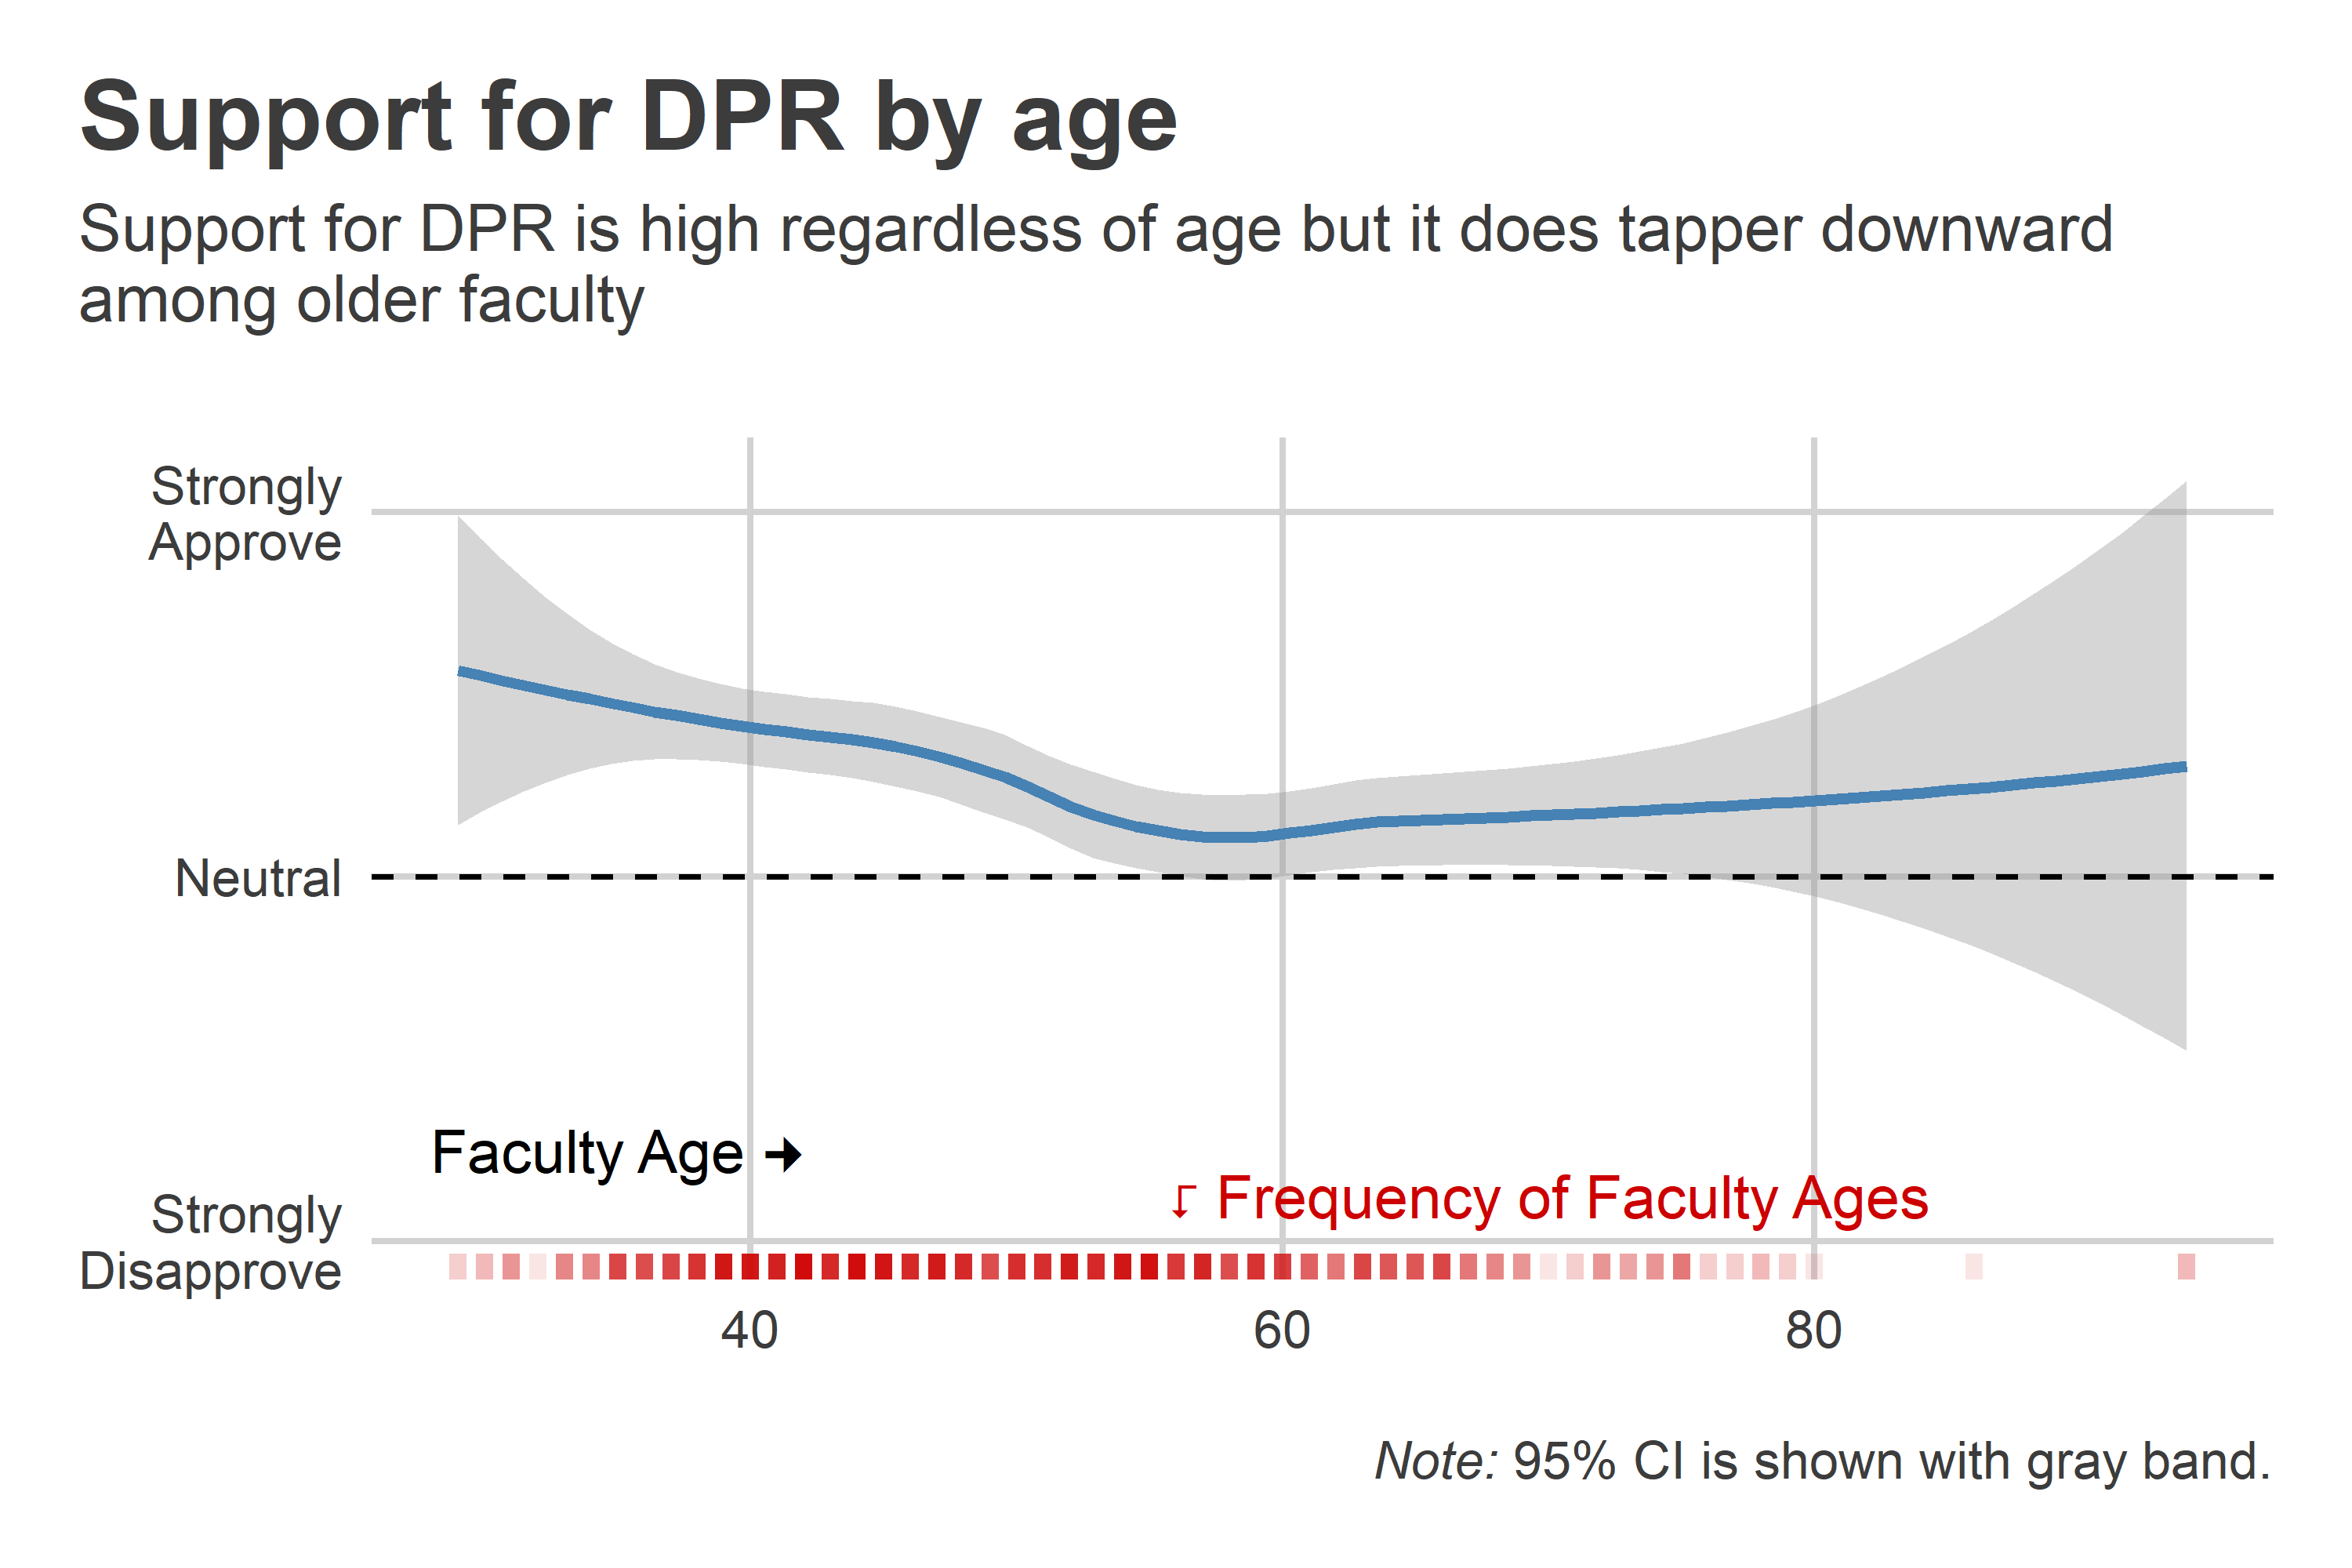 Support for DPR by age
Support for DPR is high regardless of age but it does tapper downward
among older faculty
Strongly
Approve
Neutral
Faculty Age →
Frequency of Faculty Ages
Strongly
Disapprove
40
60
80
Note: 95% CI is shown with gray band.